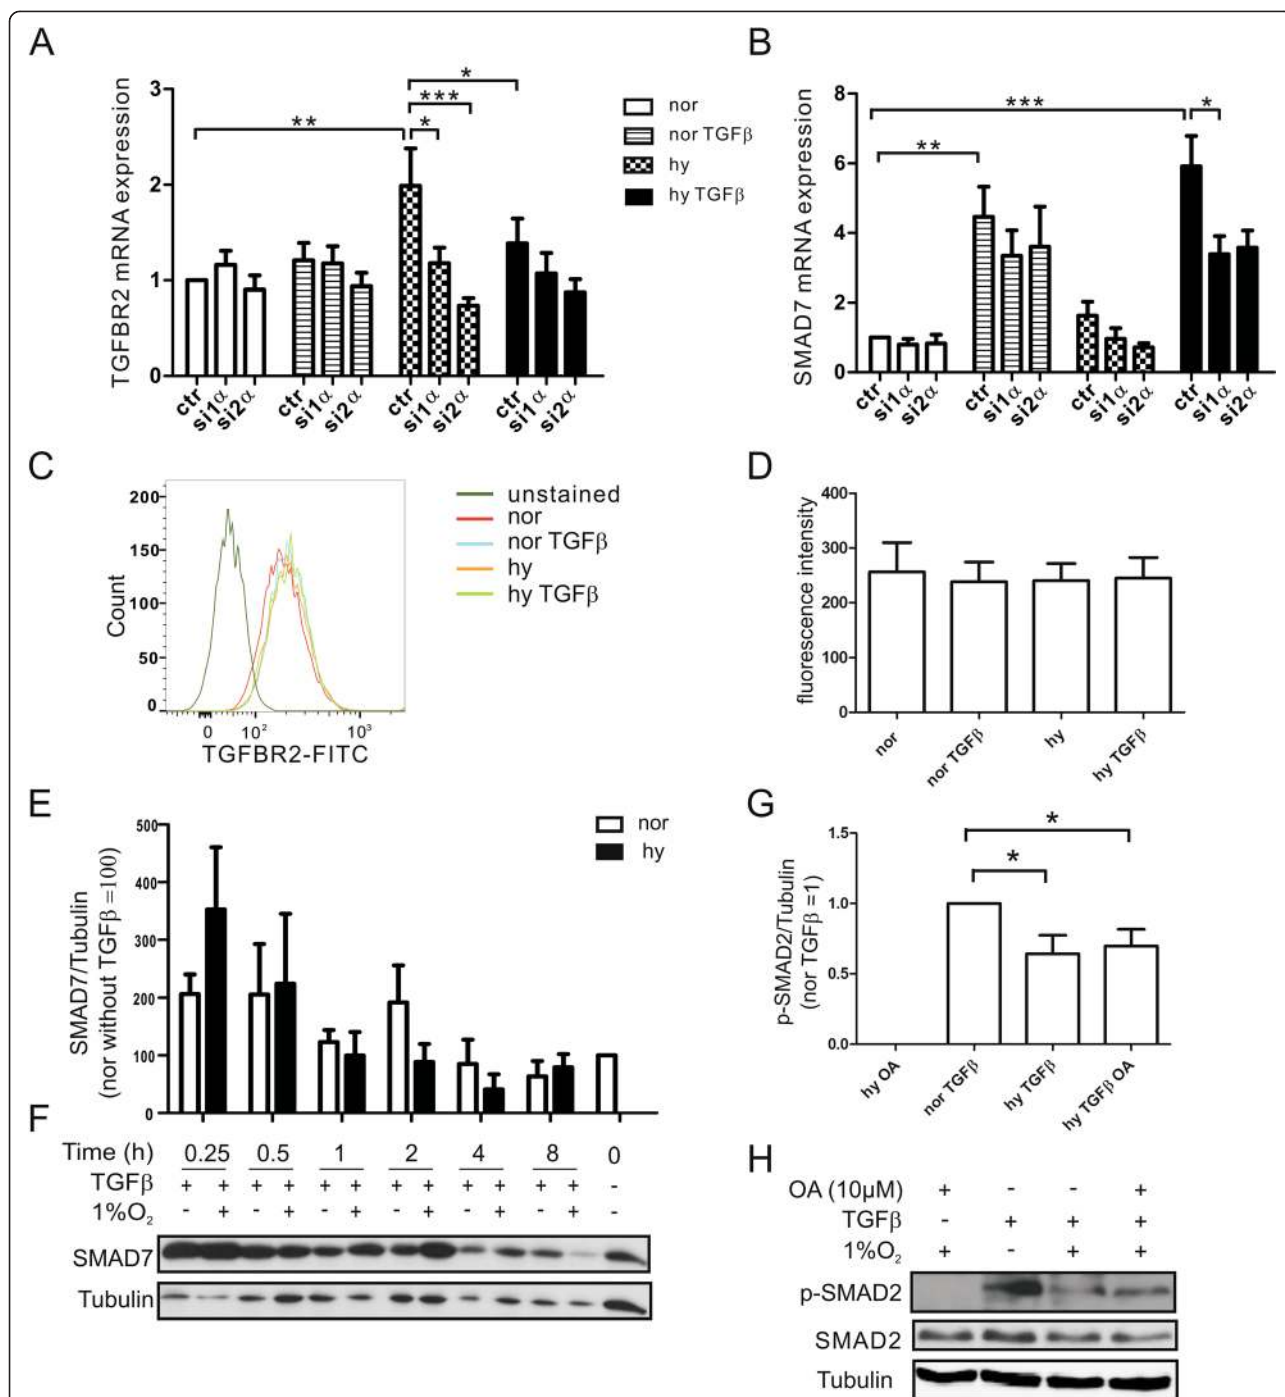 A
TGFBR2 mRNA expression
3
2
1
0
**
*
***
*
ctr si1α si2α ctr si1α si2α ctr si1α si2α ctr si1α si2α
nor
nor TGFβ
hy
hy TGFβ
B
SMAD7 mRNA expression
8
6
4
2
0
***
*
**
ctr si1α si2α ctr si1α si2α ctr si1α si2α ctr si1α si2α
C
Count
200
150
100
50
0
0 10² 10³
TGFBR2-FITC
unstained
nor
nor TGFβ
hy
hy TGFβ
D
fluorescence intensity
400
300
200
100
0
nor nor TGFβ hy hy TGFβ
E
SMAD7/Tubulin
(nor without TGFβ =100)
500
400
300
200
100
0
nor
hy
G
p-SMAD2/Tubulin
(nor TGFβ =1)
1.5
1.0
0.5
0.0
*
*
hy OA nor TGFβ hy TGFβ hy TGFβ OA
F
Time (h) 0.25 0.5 1 2 4 8 0
TGFβ + + + + + + + + + + + + -
1%O₂ - + - + - + - + - + - + -
SMAD7
Tubulin
H
OA (10µM) + - - +
TGFβ - + + +
1%O₂ + - + +
p-SMAD2
SMAD2
Tubulin